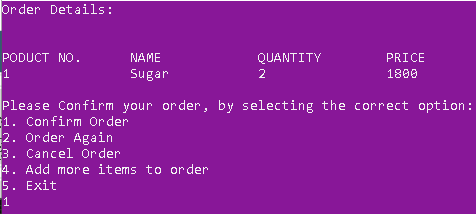 Order Details:
PODUCT NO. NAME QUANTITY PRICE
1 Sugar 2 1800
Please Confirm your order, by selecting the correct option:
1. Confirm Order
2. Order Again
3. Cancel Order
4. Add more items to order
5. Exit
1